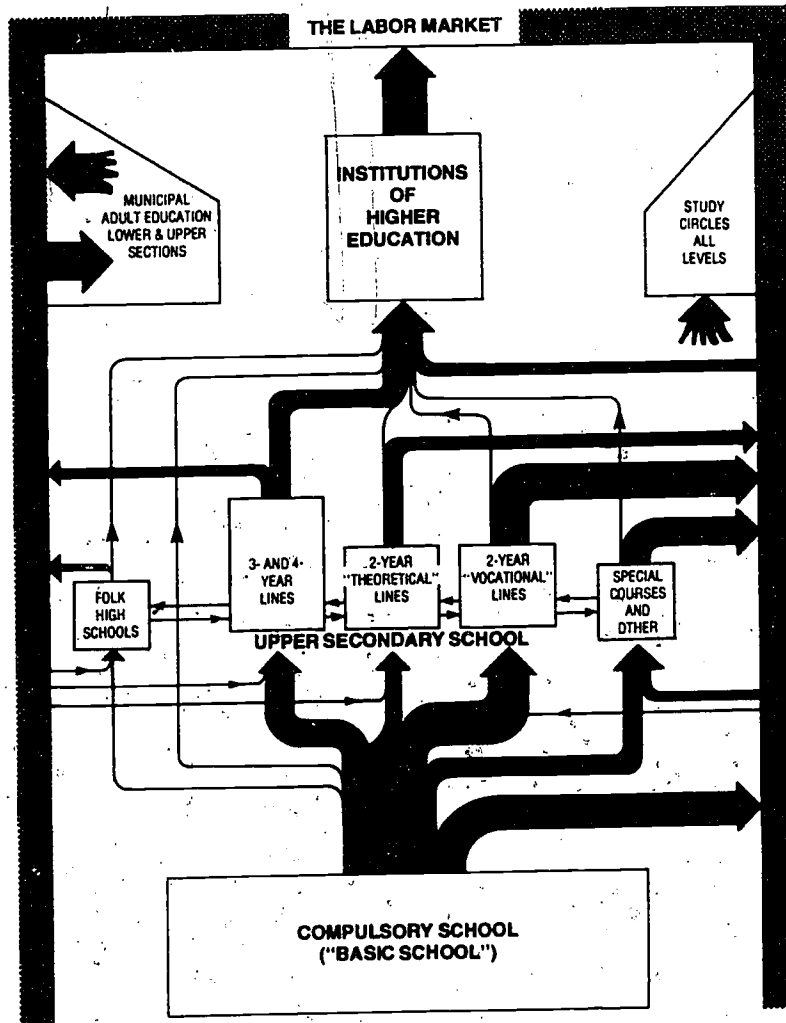 THE LABOR MARKET
INSTITUTIONS
OF
HIGHER
EDUCATION
MUNICIPAL
ADULT EDUCATION
LOWER & UPPER
SECTIONS
STUDY
CIRCLES
ALL
LEVELS
3- AND 4-
YEAR
LINES
2-YEAR
"THEORETICAL"
LINES
2-YEAR
"VOCATIONAL"
LINES
SPECIAL
COURSES
AND
OTHER
FOLK
HIGH
SCHOOLS
UPPER SECONDARY SCHOOL
COMPULSORY SCHOOL
("BASIC SCHOOL")